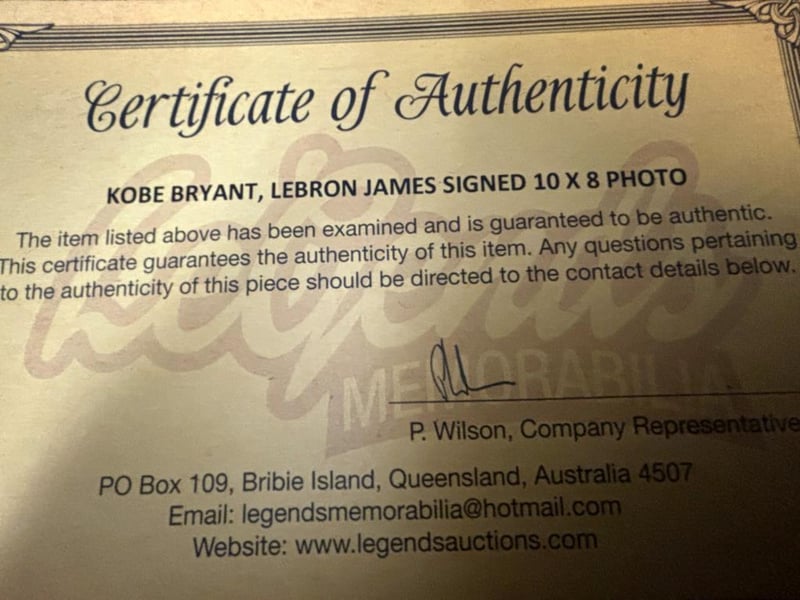 Certificate of Authenticity
KOBE BRYANT, LEBRON JAMES SIGNED 10 X 8 PHOTO
The item listed above has been examined and is guaranteed to be authentic.
This certificate guarantees the authenticity of this item. Any questions pertaining
to the authenticity of this piece should be directed to the contact details below.
Legends
MEMORABILIA
P. Wilson, Company Representative
PO Box 109, Bribie Island, Queensland, Australia 4507
Email: legendsmemorabilia@hotmail.com
Website: www.legendsauctions.com